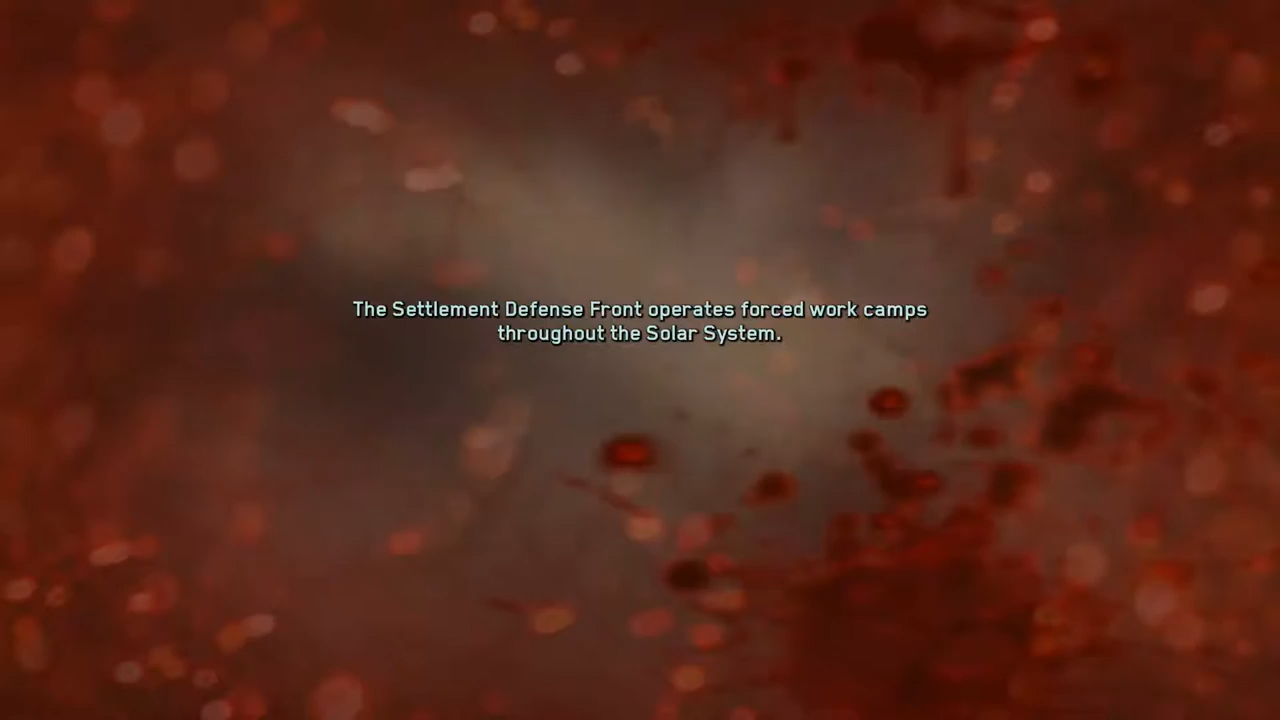 The Settlement Defense Front operates forced work camps
throughout the Solar System.